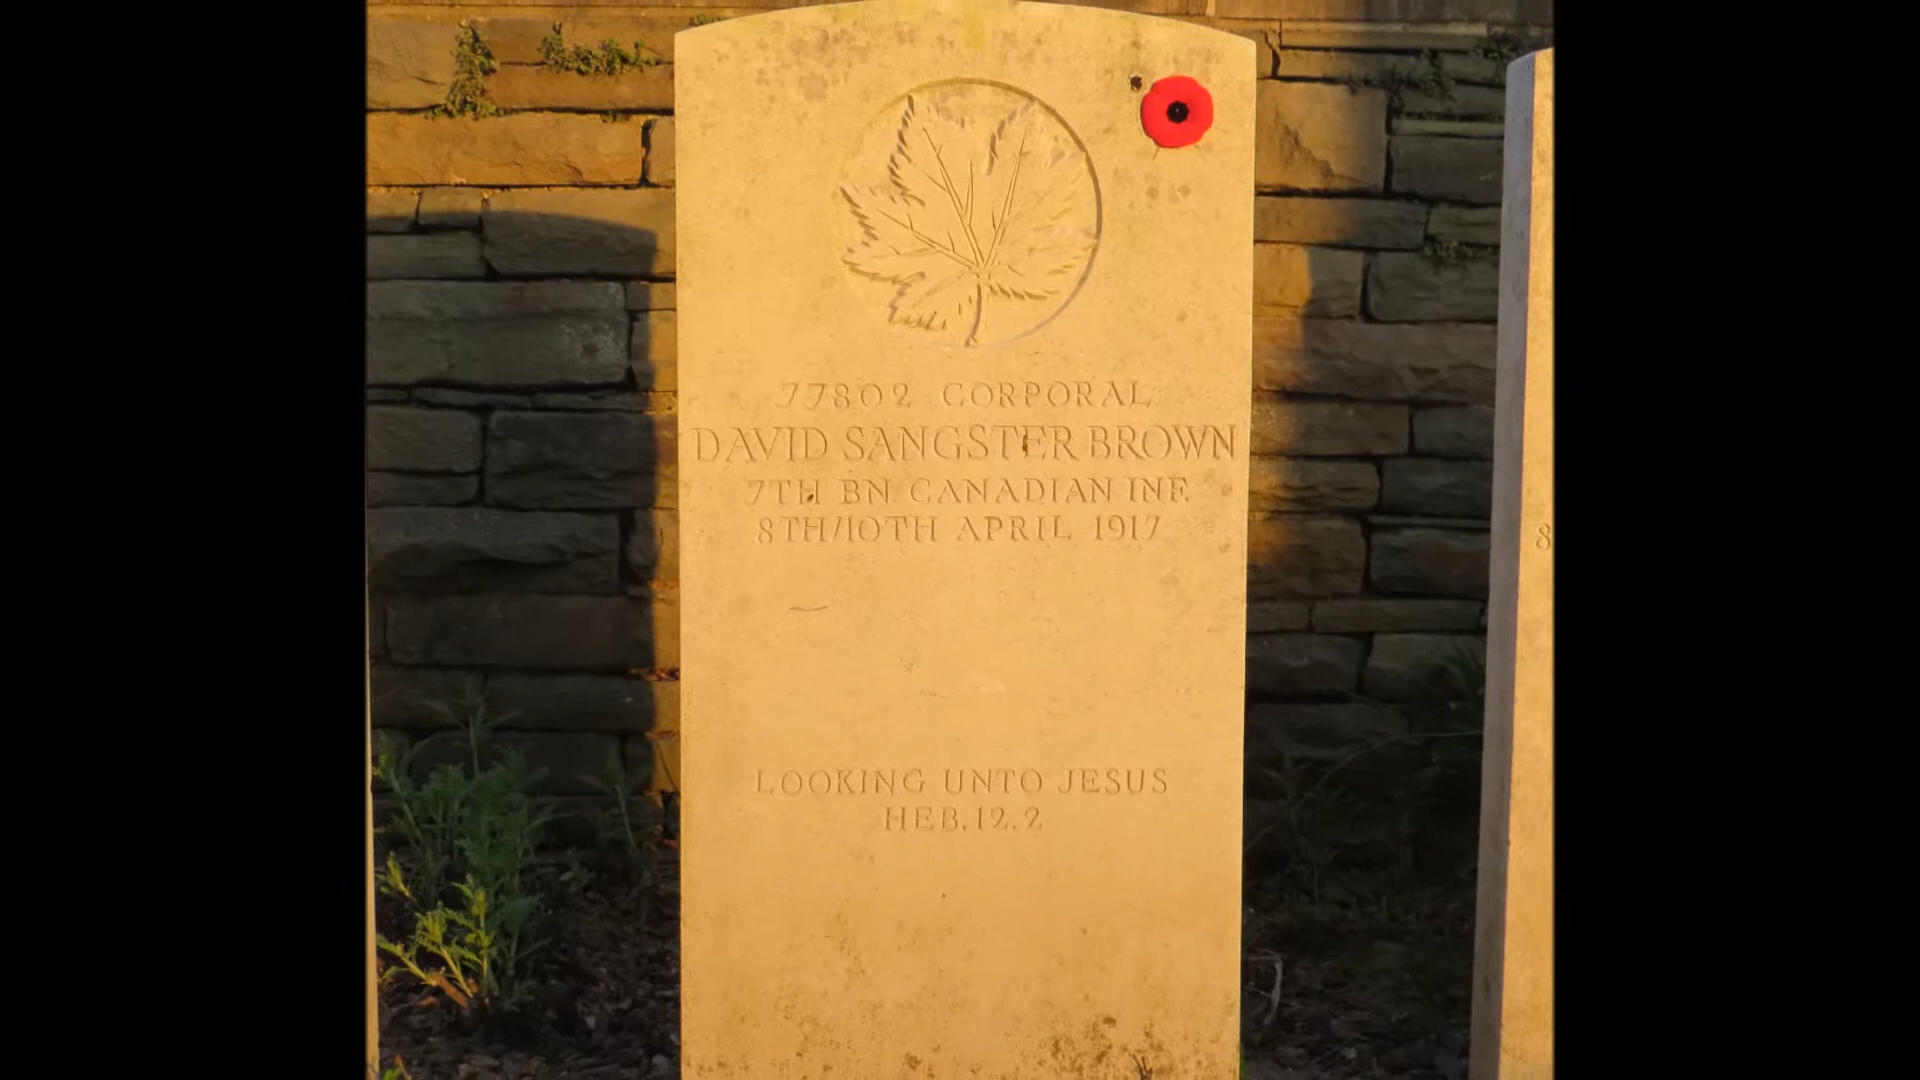 77802 CORPORAL
DAVID SANGSTER BROWN
7TH BN CANADIAN INF.
8TH/10TH APRIL 1917
LOOKING UNTO JESUS
HEB.12.2
8